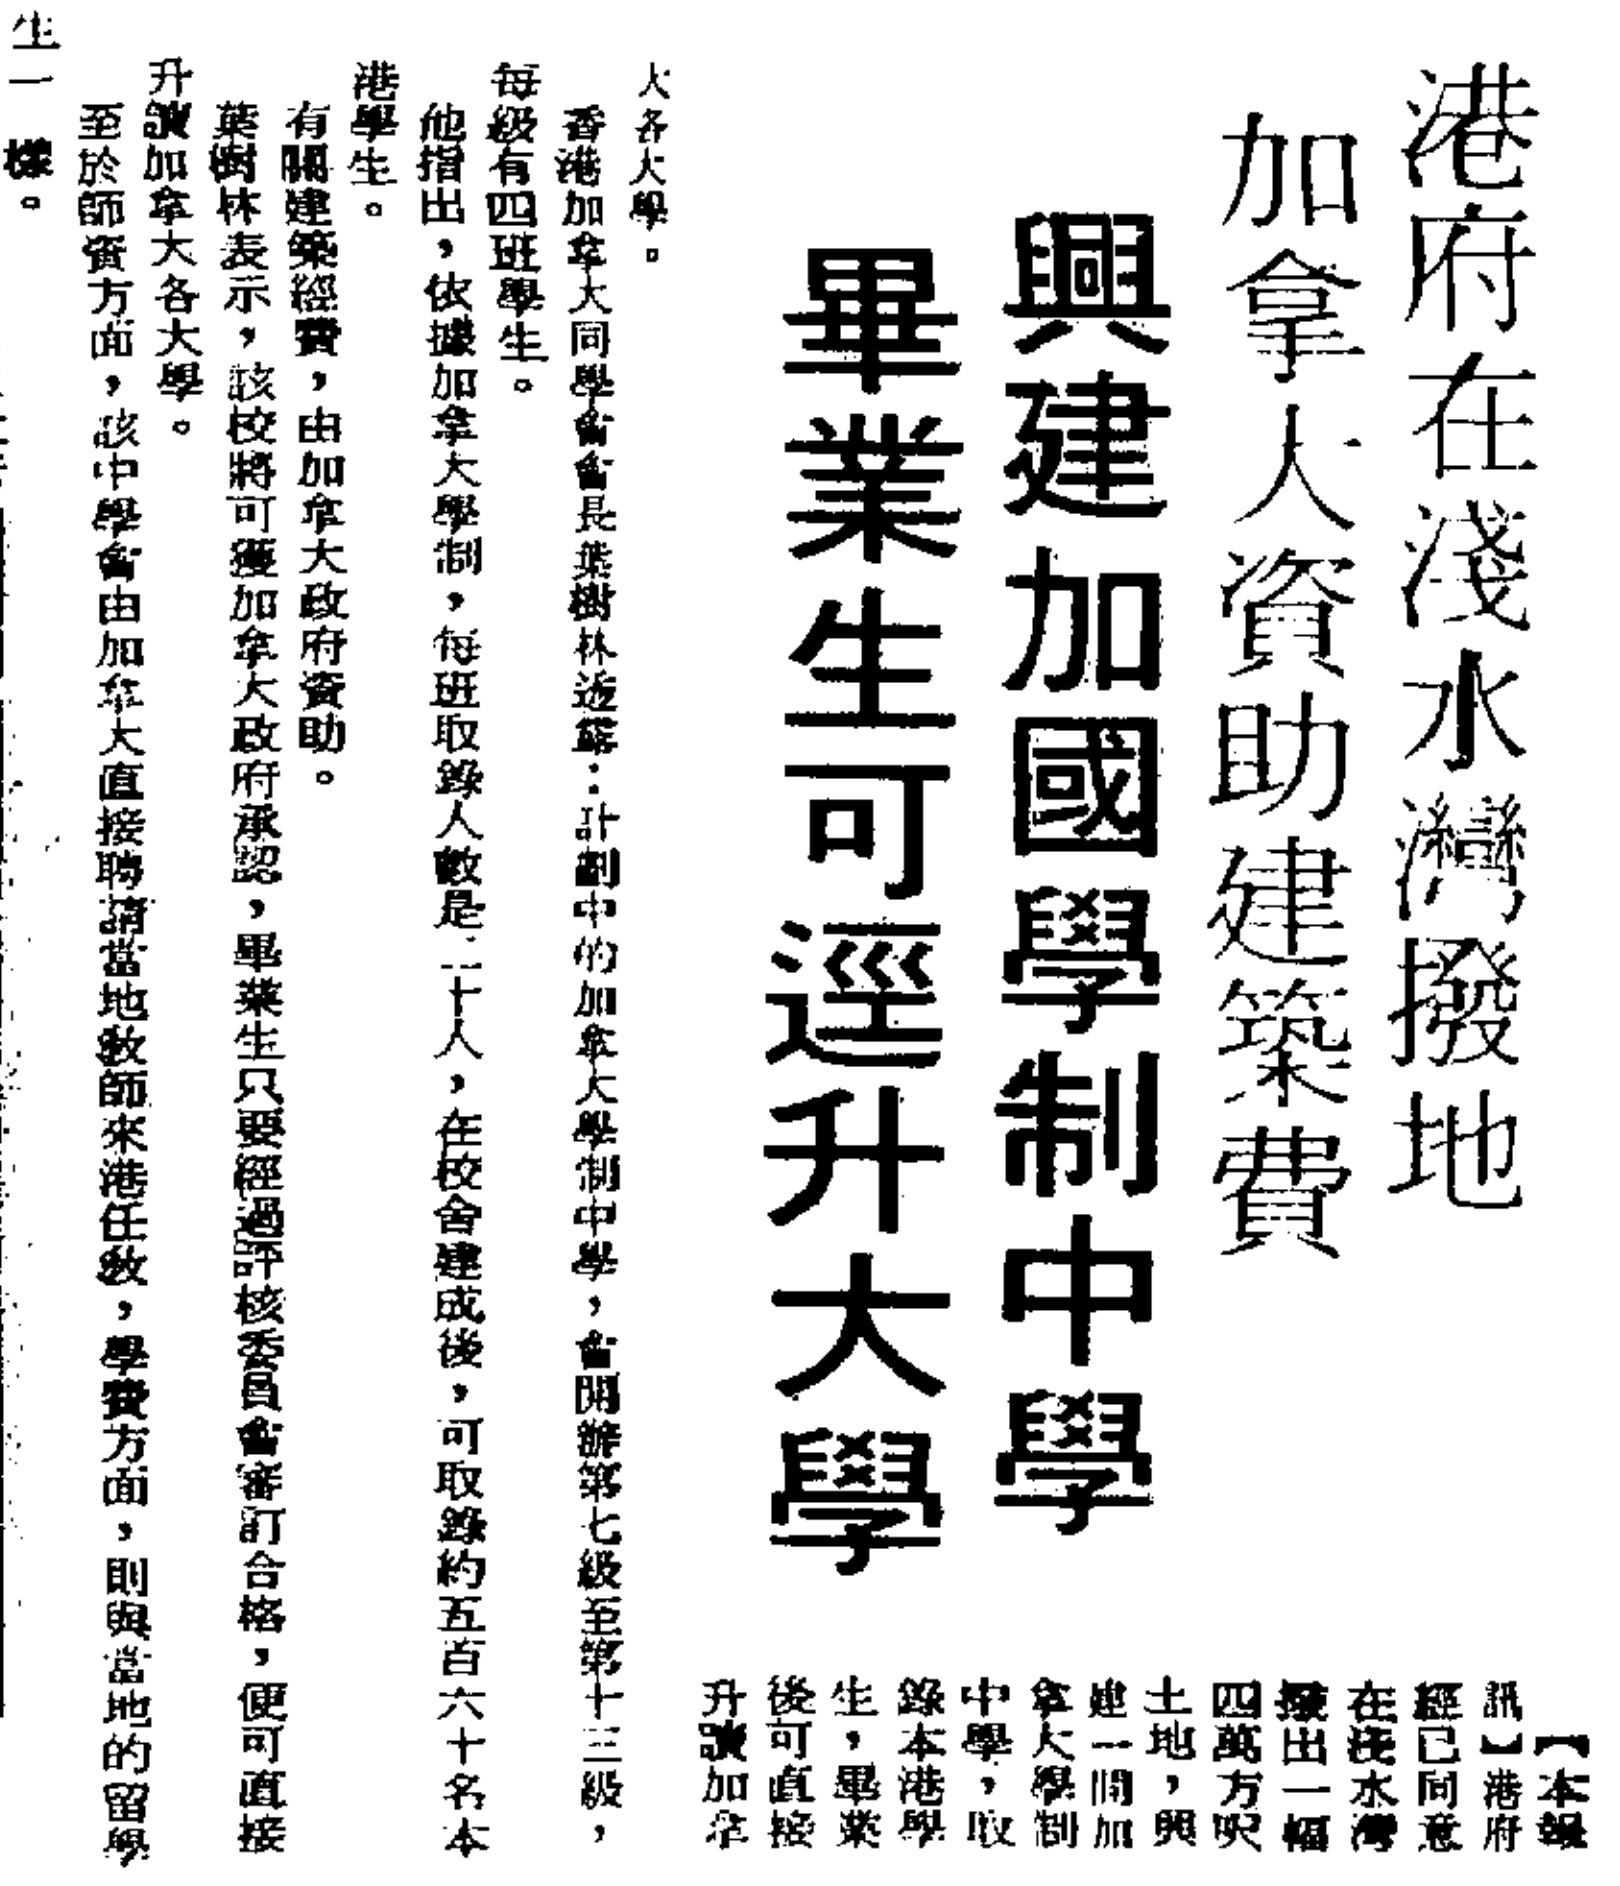 港府在淺水灣撥地
加拿大資助建築費
興建加國學制中學
畢業生可逕升大學
【本報
訊】港府
經已同意
在淺水灣
撥出一幅
四萬方呎
土地，興
建一間加
拿大學制
中學，取
錄本港學
生，畢業
後可直接
升讀加拿
大各大學。
香港加拿大同學會會長葉樹林透露：計劃中的加拿大學制中學，會開辦第七級至第十三級，
每級有四班學生。
他指出，依據加拿大學制，每班取錄人數是二十人，在校舍建成後，可取錄約五百六十名本
港學生。
有關建築經費，由加拿大政府資助。
葉樹林表示，該校將可獲加拿大政府承認，畢業生只要經過評核委員會審訂合格，便可直接
升讀加拿大各大學。
至於師資方面，該中學會由加拿大直接聘請當地教師來港任教，學費方面，則與當地的留學
生一樣。